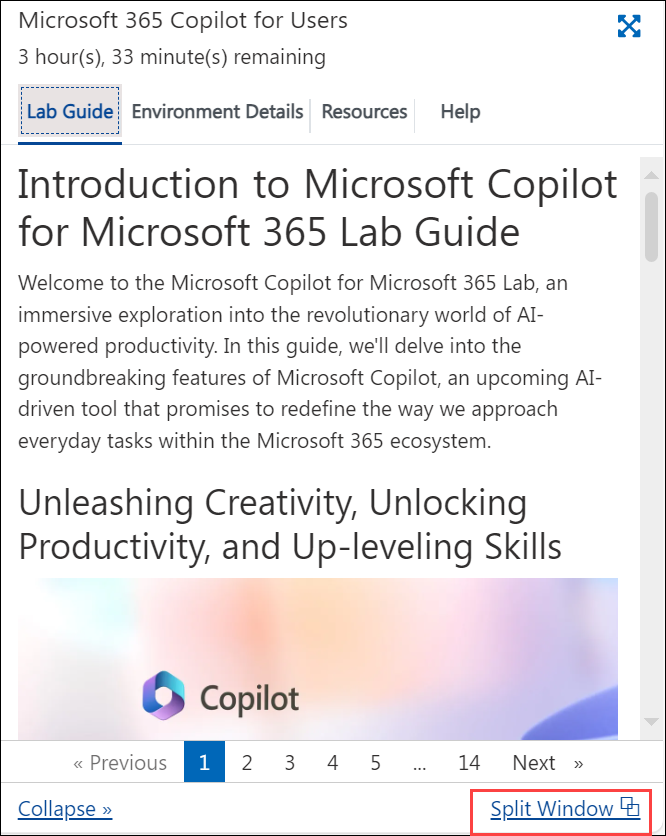 Microsoft 365 Copilot for Users
3 hour(s), 33 minute(s) remaining
Lab Guide Environment Details Resources Help
Introduction to Microsoft Copilot
for Microsoft 365 Lab Guide
Welcome to the Microsoft Copilot for Microsoft 365 Lab, an
immersive exploration into the revolutionary world of AI-
powered productivity. In this guide, we'll delve into the
groundbreaking features of Microsoft Copilot, an upcoming AI-
driven tool that promises to redefine the way we approach
everyday tasks within the Microsoft 365 ecosystem.
Unleashing Creativity, Unlocking
Productivity, and Up-leveling Skills
Copilot
« Previous 1 2 3 4 5 ... 14 Next »
Collapse » Split Window